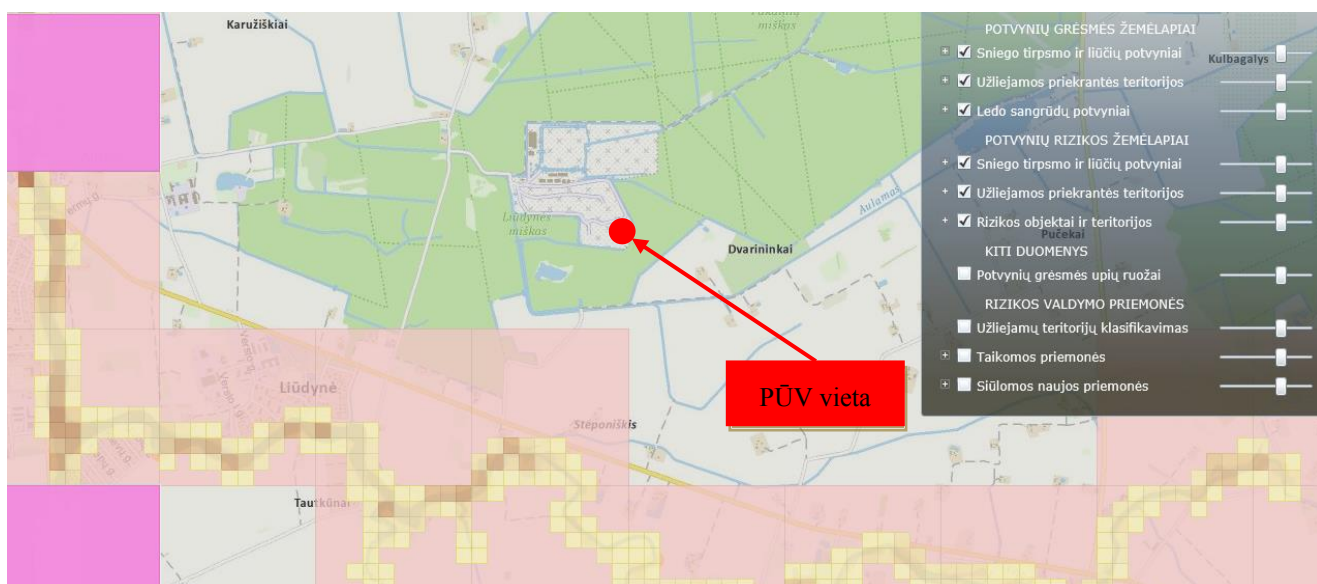 Karužiškiai
miškas
Liūdynės
miškas
Dvarininkai
Aulamas
PŪV vieta
Liūdynė
Steponiškis
Tautkūnai
Versmų g.
POTVYNIŲ GRĖSMĖS ŽEMĖLAPIAI
Sniego tirpsmo ir liūčių potvyniai
Kulbagalys
Užliejamos priekrantės teritorijos
Ledo sangrūdų potvyniai
POTVYNIŲ RIZIKOS ŽEMĖLAPIAI
Sniego tirpsmo ir liūčių potvyniai
Užliejamos priekrantės teritorijos
Rizikos objektai ir teritorijos
Pučekai
KITI DUOMENYS
Potvynių grėsmės upių ruožai
RIZIKOS VALDYMO PRIEMONĖS
Užliejamų teritorijų klasifikavimas
Taikomos priemonės
Siūlomos naujos priemonės